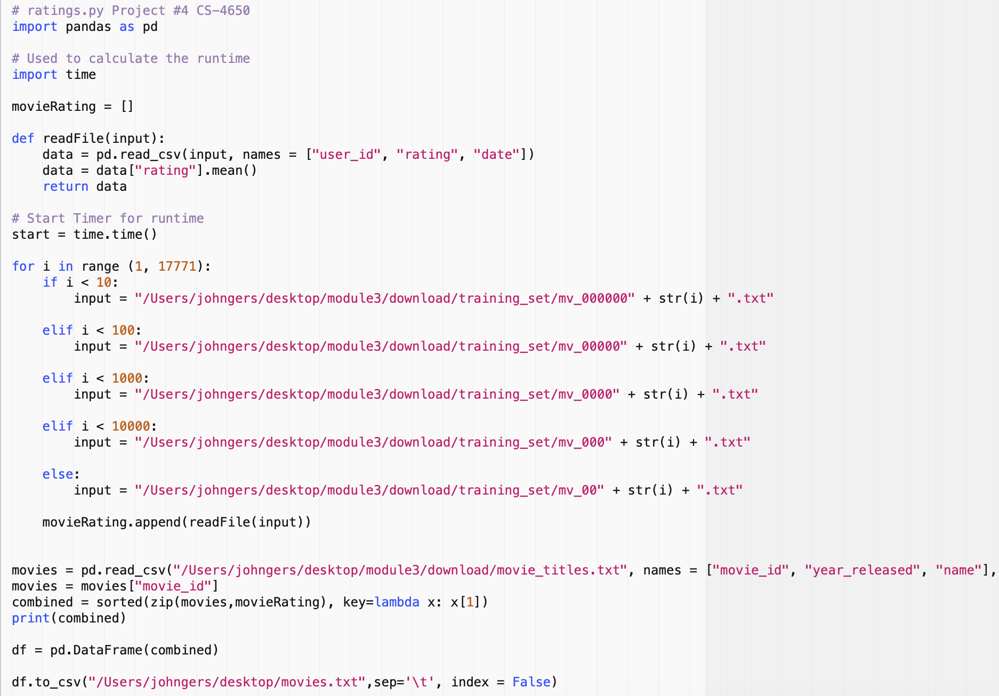 # ratings.py Project #4 CS-4650
import pandas as pd
# Used to calculate the runtime
import time
movieRating = []
def readFile(input):
    data = pd.read_csv(input, names = ["user_id", "rating", "date"])
    data = data["rating"].mean()
    return data
# Start Timer for runtime
start = time.time()
for i in range (1, 17771):
    if i < 10:
        input = "/Users/johngers/desktop/module3/download/training_set/mv_000000" + str(i) + ".txt"
    elif i < 100:
        input = "/Users/johngers/desktop/module3/download/training_set/mv_00000" + str(i) + ".txt"
    elif i < 1000:
        input = "/Users/johngers/desktop/module3/download/training_set/mv_0000" + str(i) + ".txt"
    elif i < 10000:
        input = "/Users/johngers/desktop/module3/download/training_set/mv_000" + str(i) + ".txt"
    else:
        input = "/Users/johngers/desktop/module3/download/training_set/mv_00" + str(i) + ".txt"
    movieRating.append(readFile(input))
movies = pd.read_csv("/Users/johngers/desktop/module3/download/movie_titles.txt", names = ["movie_id", "year_released", "name"],
movies = movies["movie_id"]
combined = sorted(zip(movies,movieRating), key=lambda x: x[1])
print(combined)
df = pd.DataFrame(combined)
df.to_csv("/Users/johngers/desktop/movies.txt",sep='\t', index = False)